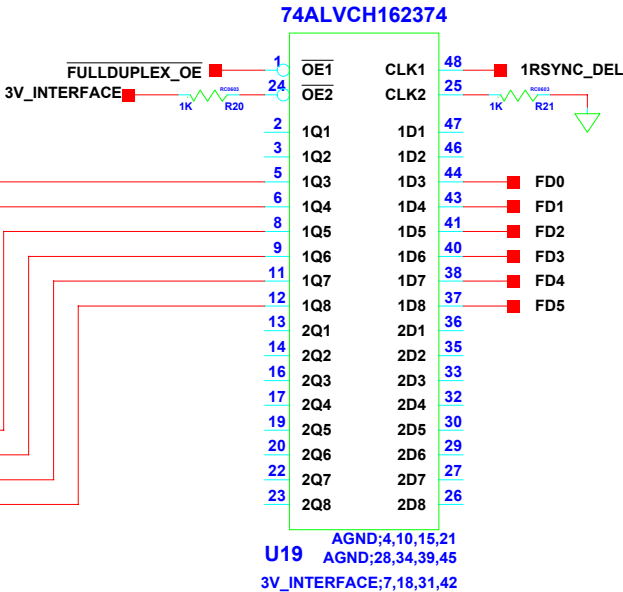 74ALVCH162374
FULLDUPLEX_OE 1 OE1 CLK1 48 1RSYNC_DEL
3V_INTERFACE 1K RC0603 R20 24 OE2 CLK2 25 1K RC0603 R21
2 1Q1 1D1 47
3 1Q2 1D2 46
5 1Q3 1D3 44 FD0
6 1Q4 1D4 43 FD1
8 1Q5 1D5 41 FD2
9 1Q6 1D6 40 FD3
11 1Q7 1D7 38 FD4
12 1Q8 1D8 37 FD5
13 2Q1 2D1 36
14 2Q2 2D2 35
16 2Q3 2D3 33
17 2Q4 2D4 32
19 2Q5 2D5 30
20 2Q6 2D6 29
22 2Q7 2D7 27
23 2Q8 2D8 26
AGND;4,10,15,21
U19 AGND;28,34,39,45
3V_INTERFACE;7,18,31,42